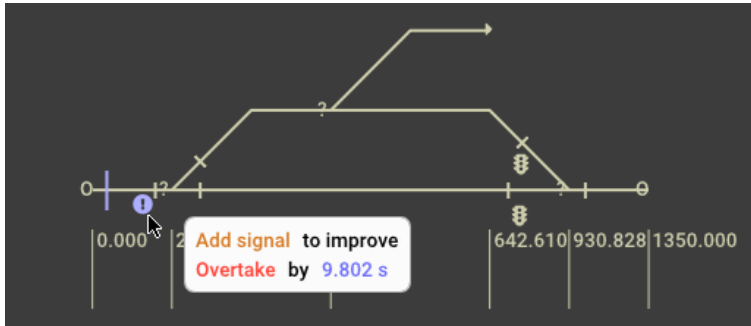 ?
O
?
?
O
!
Add signal to improve
Overtake by 9.802 s
0.000
2
642.610
930.828
1350.000